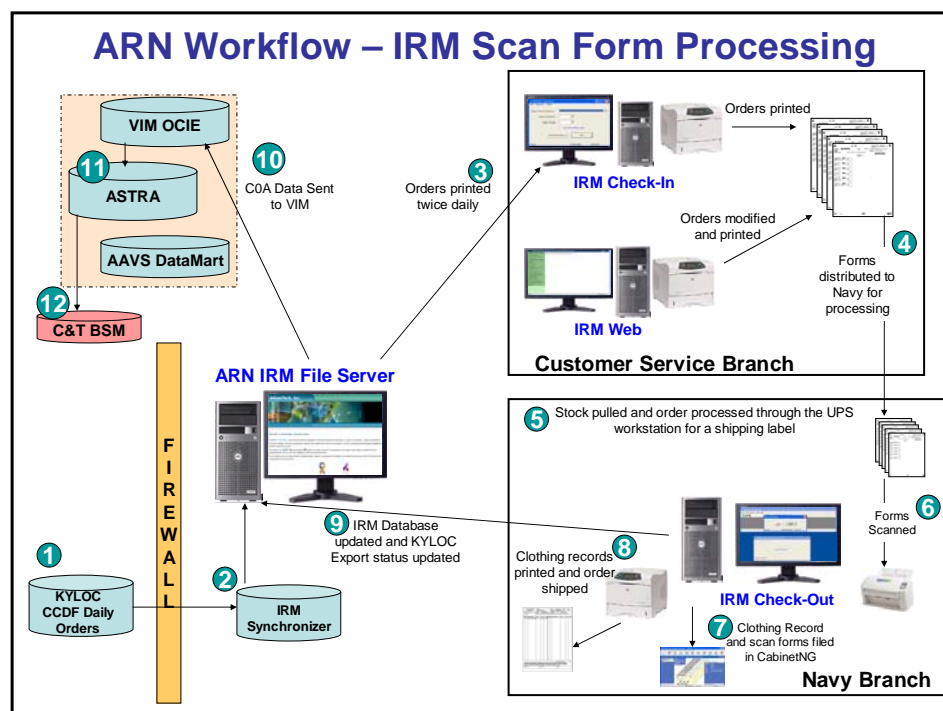 ARN Workflow – IRM Scan Form Processing
VIM OCIE
11
ASTRA
AAVS DataMart
12
C&T BSM
10
C0A Data Sent
to VIM
3
Orders printed
twice daily
IRM Check-In
Orders printed
Orders modified
and printed
IRM Web
4
Forms
distributed to
Navy for
processing
Customer Service Branch
ARN IRM File Server
FIREWALL
1
KYLOC
CCDF Daily
Orders
2
IRM
Synchronizer
9
IRM Database
updated and KYLOC
Export status updated
5
Stock pulled and order processed through the UPS
workstation for a shipping label
6
Forms
Scanned
8
Clothing records
printed and order
shipped
IRM Check-Out
7
Clothing Record
and scan forms filed
in CabinetNG
Navy Branch